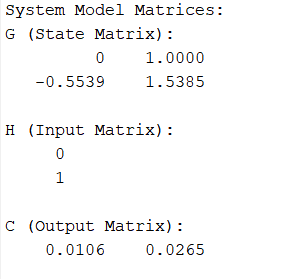 System Model Matrices:
G (State Matrix):
0 1.0000
-0.5539 1.5385
H (Input Matrix):
0
1
C (Output Matrix):
0.0106 0.0265